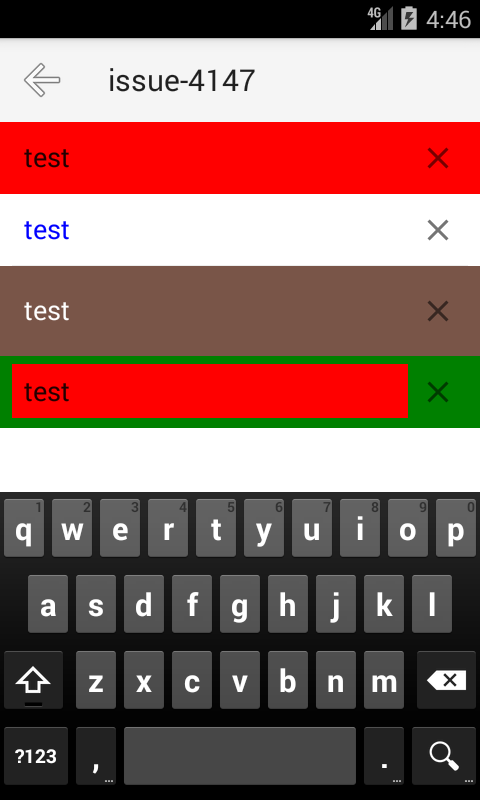 4G 4:46
issue-4147
test
test
test
test
1 2 3 4 5 6 7 8 9 0
q w e r t y u i o p
a s d f g h j k l
z x c v b n m
?123 , ... . ... ...